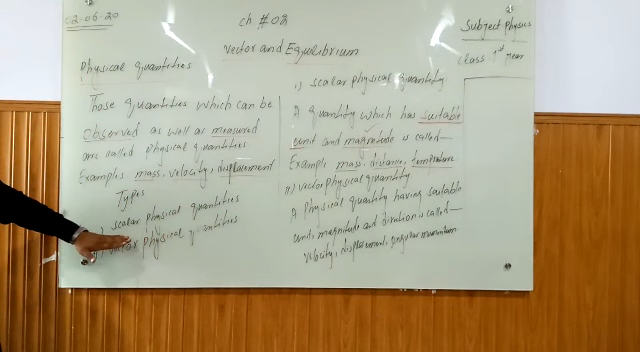 02-06-20
ch # 02
Subject Physics
Class 1st Year
Vector and Equilibrium
Physical quantities
Those quantities which can be
observed as well as measured
are called physical quantities
Examples mass, velocity, displacement
Types
i) scalar physical quantities
ii) vector physical quantities
i) scalar physical quantity
A quantity which has suitable
unit and magnitude is called—
Example mass, distance, temperature
ii) vector physical quantity
A Physical quantity having suitable
unit, magnitude and diration is called—
velocity, displacement, angular momentum